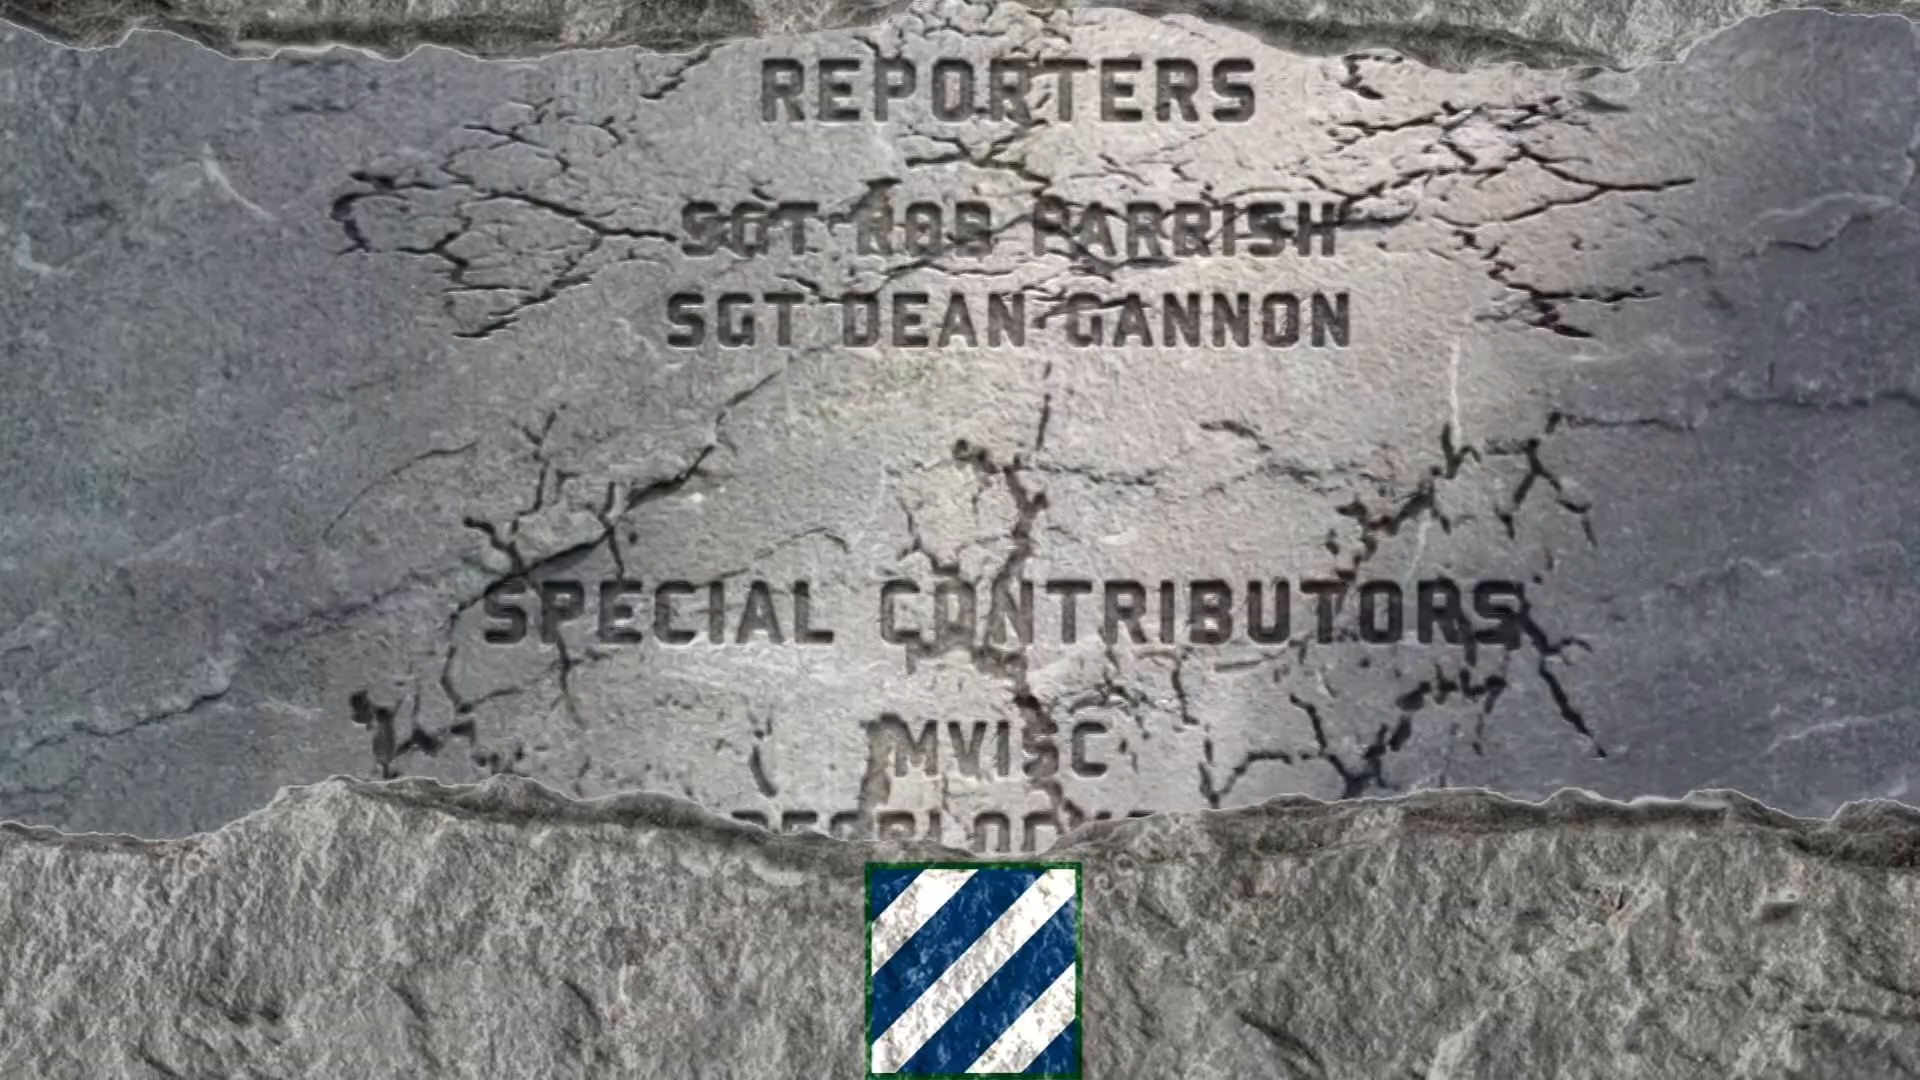 REPORTERS
SGT ROB PARRISH
SGT DEAN GANNON
SPECIAL CONTRIBUTORS
MVISC